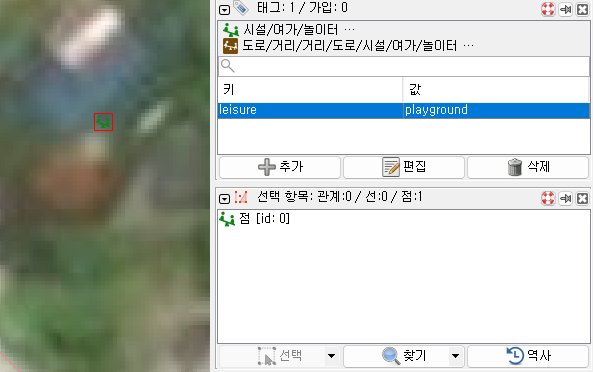 태그: 1 / 가입: 0
시설/여가/놀이터 …
도로/거리/거리/도로/시설/여가/놀이터 …
키 값
leisure playground
추가 편집 삭제
선택 항목: 관계:0 / 선:0 / 점:1
점 [id: 0]
선택 찾기 역사